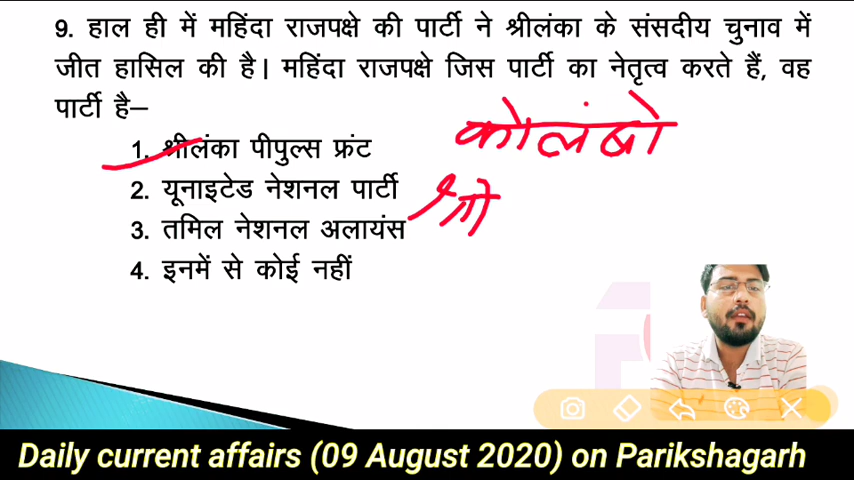 9. हाल ही में महिंदा राजपक्षे की पार्टी ने श्रीलंका के संसदीय चुनाव में
जीत हासिल की है। महिंदा राजपक्षे जिस पार्टी का नेतृत्व करते हैं, वह
पार्टी है–
1. श्रीलंका पीपुल्स फ्रंट
कोलंबो
2. यूनाइटेड नेशनल पार्टी
3. तमिल नेशनल अलायंस
4. इनमें से कोई नहीं
Daily current affairs (09 August 2020) on Parikshagarh